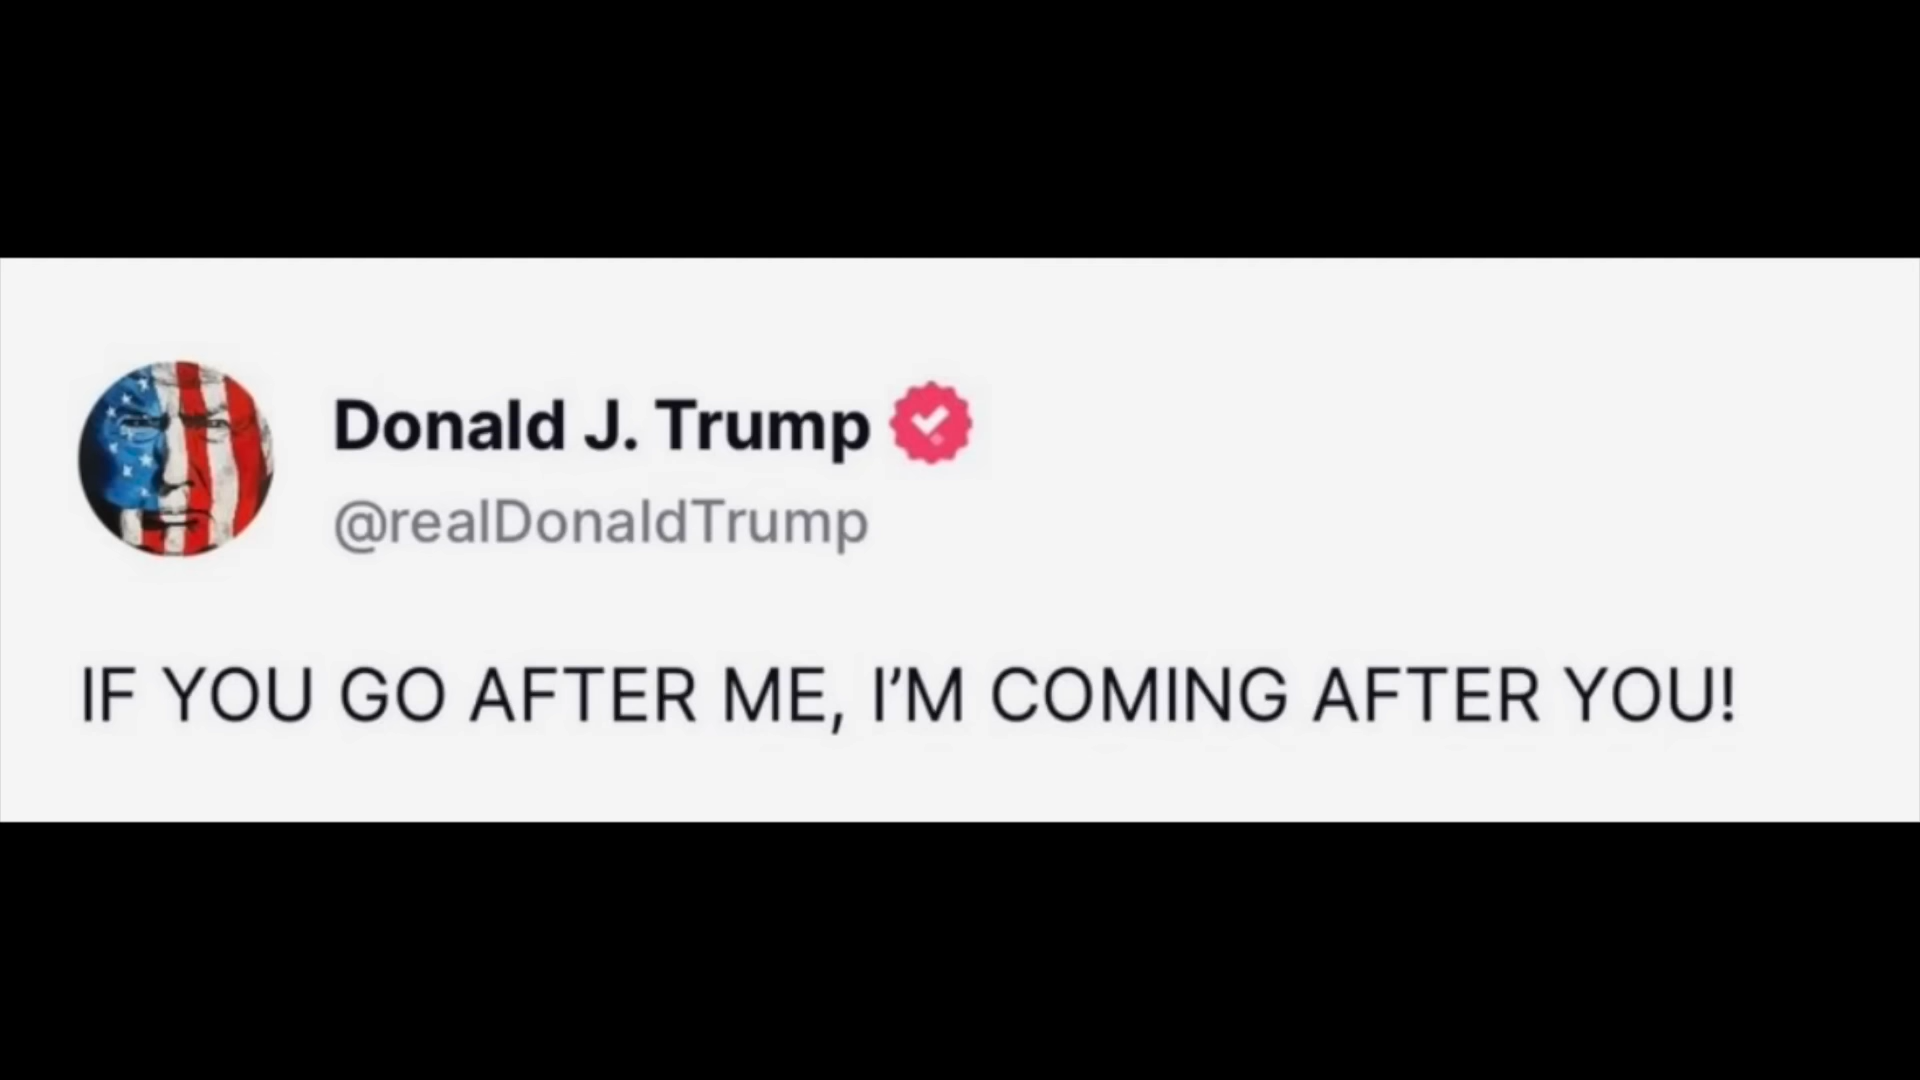 Donald J. Trump
@realDonaldTrump
IF YOU GO AFTER ME, I’M COMING AFTER YOU!